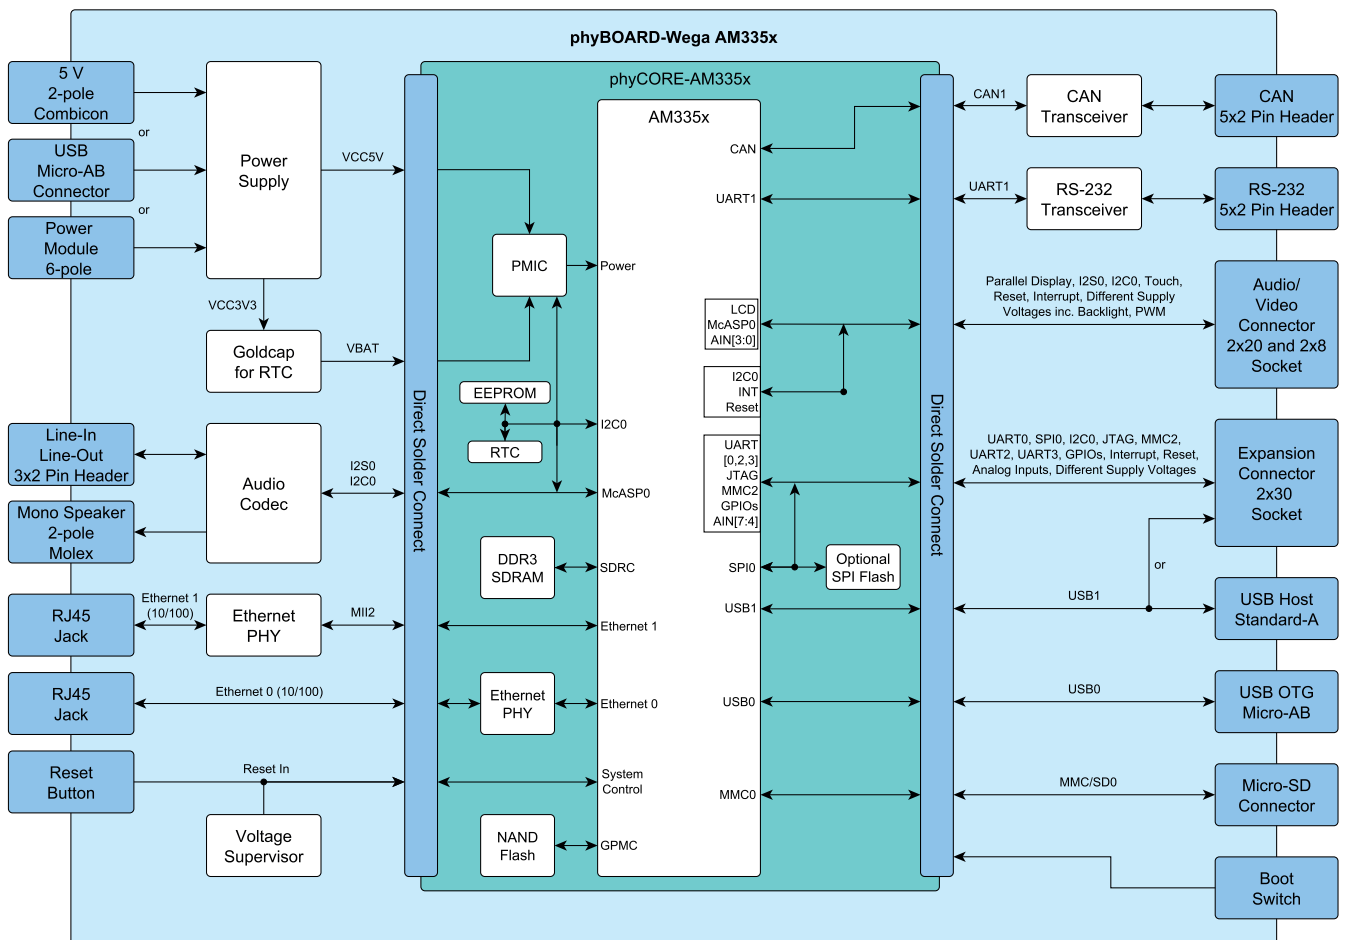 phyBOARD-Wega AM335x
phyCORE-AM335x
AM335x
5 V
2-pole
Combicon
or
USB
Micro-AB
Connector
or
Power
Module
6-pole
Power
Supply
VCC5V
VCC3V3
Goldcap
for RTC
VBAT
Line-In
Line-Out
3x2 Pin Header
Mono Speaker
2-pole
Molex
Audio
Codec
I2S0
I2C0
RJ45
Jack
Ethernet 1
(10/100)
Ethernet
PHY
MII2
RJ45
Jack
Ethernet 0 (10/100)
Reset
Button
Reset In
Voltage
Supervisor
Direct Solder Connect
PMIC
Power
EEPROM
RTC
I2C0
McASP0
DDR3
SDRAM
SDRC
Ethernet 1
Ethernet
PHY
Ethernet 0
System
Control
NAND
Flash
GPMC
CAN
UART1
LCD
McASP0
AIN[3:0]
I2C0
INT
Reset
UART
[0,2,3]
JTAG
MMC2
GPIOs
AIN[7:4]
SPI0
Optional
SPI Flash
USB1
USB0
MMC0
Direct Solder Connect
CAN1
CAN
Transceiver
CAN
5x2 Pin Header
UART1
RS-232
Transceiver
RS-232
5x2 Pin Header
Parallel Display, I2S0, I2C0, Touch,
Reset, Interrupt, Different Supply
Voltages inc. Backlight, PWM
Audio/
Video
Connector
2x20 and 2x8
Socket
UART0, SPI0, I2C0, JTAG, MMC2,
UART2, UART3, GPIOs, Interrupt, Reset,
Analog Inputs, Different Supply Voltages
Expansion
Connector
2x30
Socket
or
USB1
USB Host
Standard-A
USB0
USB OTG
Micro-AB
MMC/SD0
Micro-SD
Connector
Boot
Switch